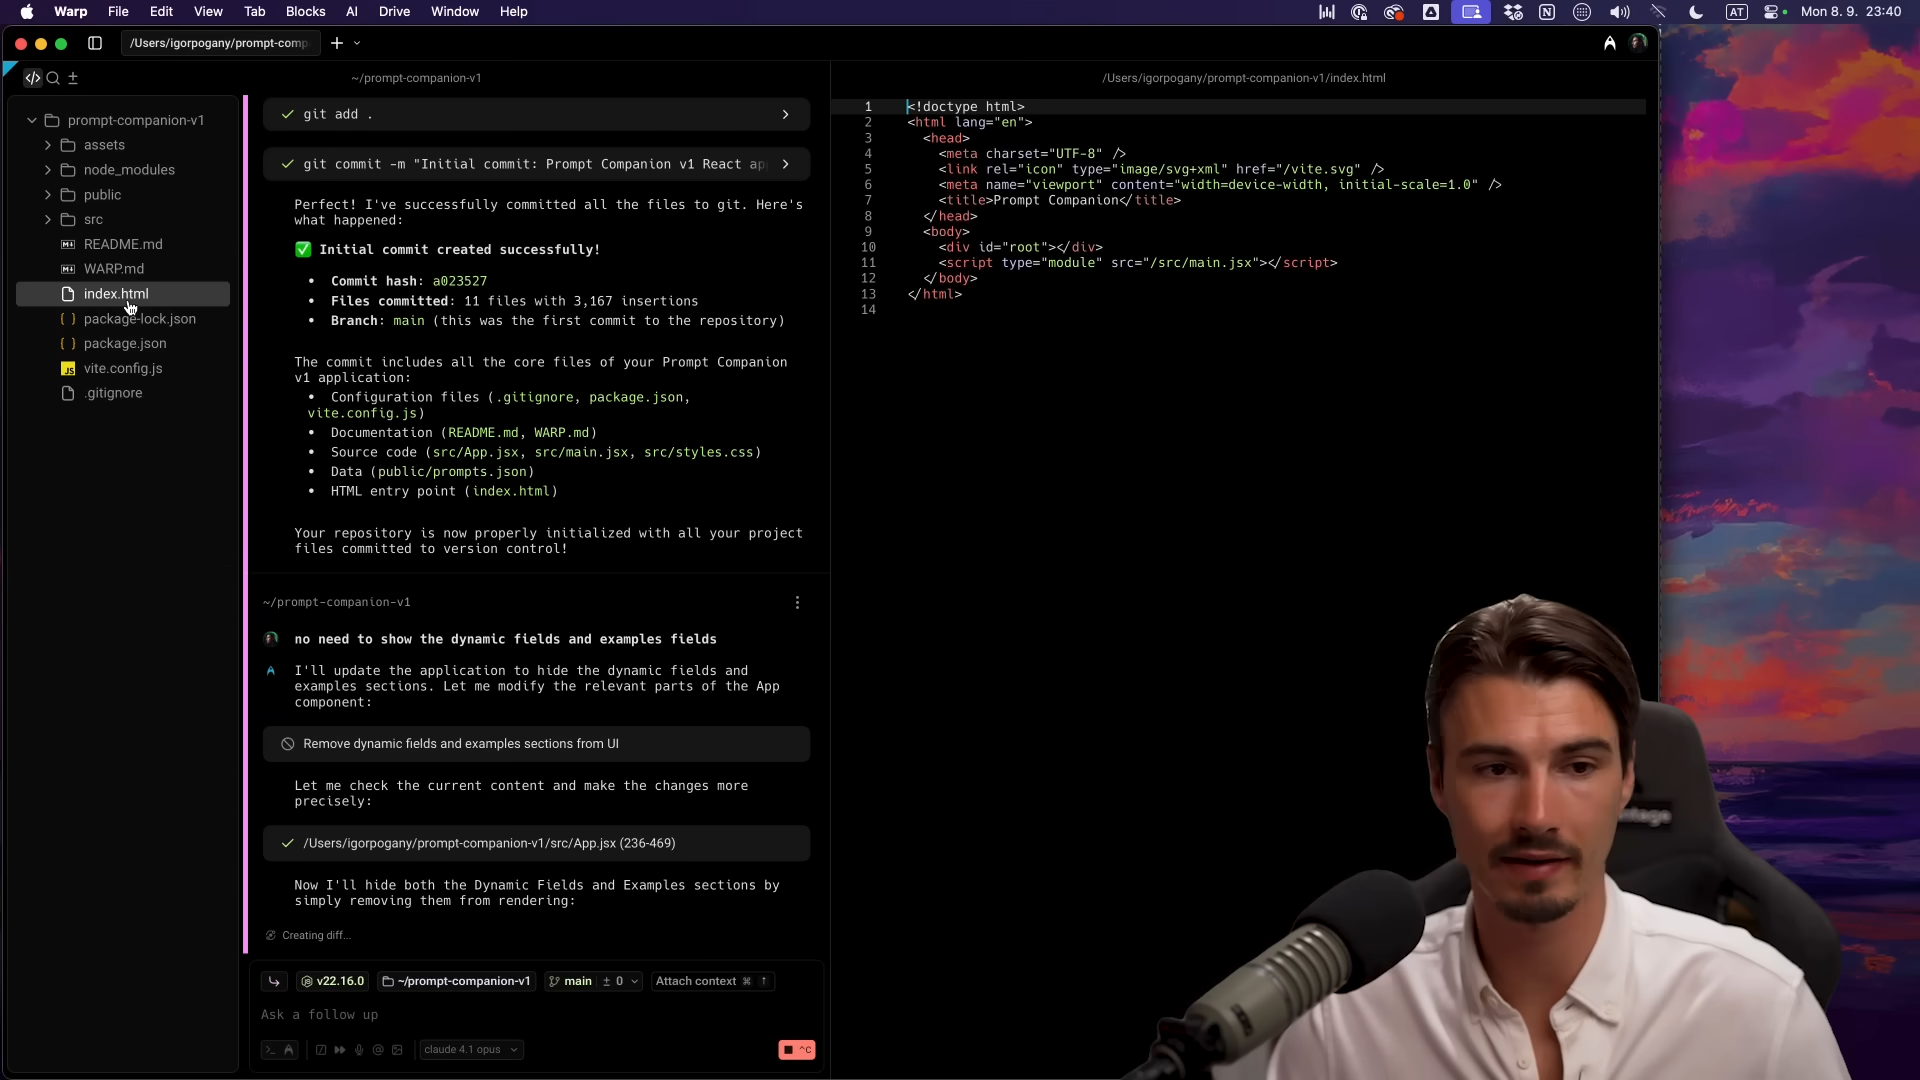 Warp File Edit View Tab Blocks AI Drive Window Help
AT Mon 8. 9. 23:40
/Users/igorpogany/prompt-comp
~/prompt-companion-v1
/Users/igorpogany/prompt-companion-v1/index.html
prompt-companion-v1
assets
node_modules
public
src
README.md
WARP.md
index.html
package-lock.json
package.json
vite.config.js
.gitignore
git add .
git commit -m "Initial commit: Prompt Companion v1 React ap
Perfect! I've successfully committed all the files to git. Here's
what happened:
✅ Initial commit created successfully!
• Commit hash: a023527
• Files committed: 11 files with 3,167 insertions
• Branch: main (this was the first commit to the repository)
The commit includes all the core files of your Prompt Companion
v1 application:
• Configuration files (.gitignore, package.json,
vite.config.js)
• Documentation (README.md, WARP.md)
• Source code (src/App.jsx, src/main.jsx, src/styles.css)
• Data (public/prompts.json)
• HTML entry point (index.html)
Your repository is now properly initialized with all your project
files committed to version control!
~/prompt-companion-v1
no need to show the dynamic fields and examples fields
I'll update the application to hide the dynamic fields and
examples sections. Let me modify the relevant parts of the App
component:
Remove dynamic fields and examples sections from UI
Let me check the current content and make the changes more
precisely:
/Users/igorpogany/prompt-companion-v1/src/App.jsx (236-469)
Now I'll hide both the Dynamic Fields and Examples sections by
simply removing them from rendering:
Creating diff...
v22.16.0 ~/prompt-companion-v1 main ± 0 Attach context ⌘ ↑
Ask a follow up
claude 4.1 opus ^C
1 <!doctype html>
2 <html lang="en">
3 <head>
4 <meta charset="UTF-8" />
5 <link rel="icon" type="image/svg+xml" href="/vite.svg" />
6 <meta name="viewport" content="width=device-width, initial-scale=1.0" />
7 <title>Prompt Companion</title>
8 </head>
9 <body>
10 <div id="root"></div>
11 <script type="module" src="/src/main.jsx"></script>
12 </body>
13 </html>
14